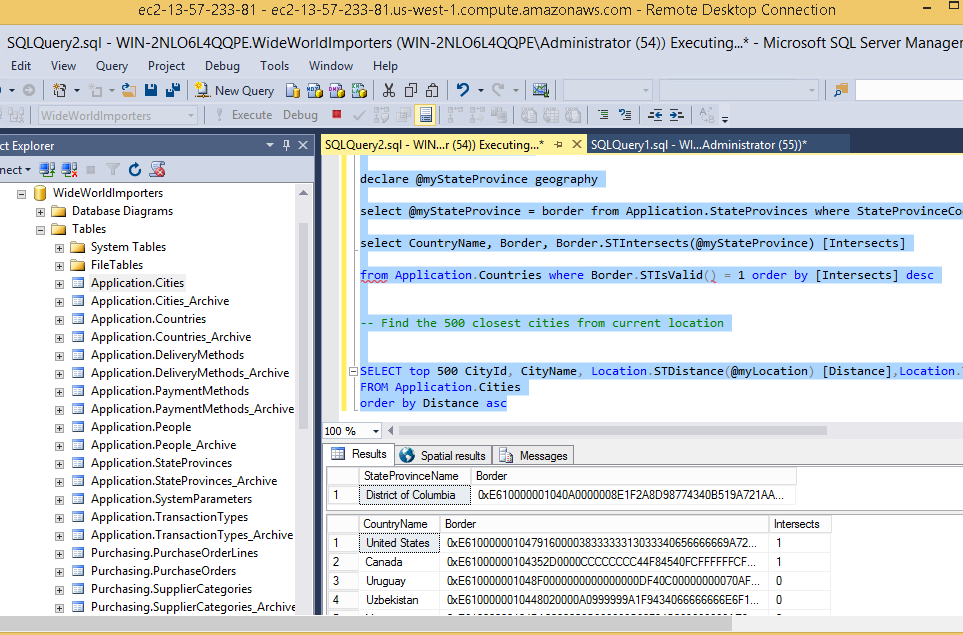 ec2-13-57-233-81 - ec2-13-57-233-81.us-west-1.compute.amazonaws.com - Remote Desktop Connection
SQLQuery2.sql - WIN-2NLO6L4QQPE.WideWorldImporters (WIN-2NLO6L4QQPE\Administrator (54)) Executing...* - Microsoft SQL Server Manager
Edit View Query Project Debug Tools Window Help
New Query
WideWorldImporters Execute Debug
ct Explorer
SQLQuery2.sql - WIN...r (54)) Executing...* SQLQuery1.sql - WI...Administrator (55))*
nect
WideWorldImporters
Database Diagrams
Tables
System Tables
FileTables
Application.Cities
Application.Cities_Archive
Application.Countries
Application.Countries_Archive
Application.DeliveryMethods
Application.DeliveryMethods_Archive
Application.PaymentMethods
Application.PaymentMethods_Archive
Application.People
Application.People_Archive
Application.StateProvinces
Application.StateProvinces_Archive
Application.SystemParameters
Application.TransactionTypes
Application.TransactionTypes_Archive
Purchasing.PurchaseOrderLines
Purchasing.PurchaseOrders
Purchasing.SupplierCategories
Purchasing.SupplierCategories_Archive
declare @myStateProvince geography
select @myStateProvince = border from Application.StateProvinces where StateProvinceCo
select CountryName, Border, Border.STIntersects(@myStateProvince) [Intersects]
from Application.Countries where Border.STIsValid() = 1 order by [Intersects] desc
-- Find the 500 closest cities from current location
SELECT top 500 CityId, CityName, Location.STDistance(@myLocation) [Distance],Location.
FROM Application.Cities
order by Distance asc
100 %
Results Spatial results Messages
StateProvinceName Border
1 District of Columbia 0xE610000001040A0000008E1F2A8D98774340B519A721AA...
CountryName Border Intersects
1 United States 0xE6100000010479160000383333331303334065666666​9A72... 1
2 Canada 0xE61000000104352D0000CCCCCCCC44F84540FCFFFFFFCF... 1
3 Uruguay 0xE610000001048F0000000000000000DF40C00000000070AF... 0
4 Uzbekistan 0xE61000000104480200​00A0999999A1F9434066666666E6F1... 0